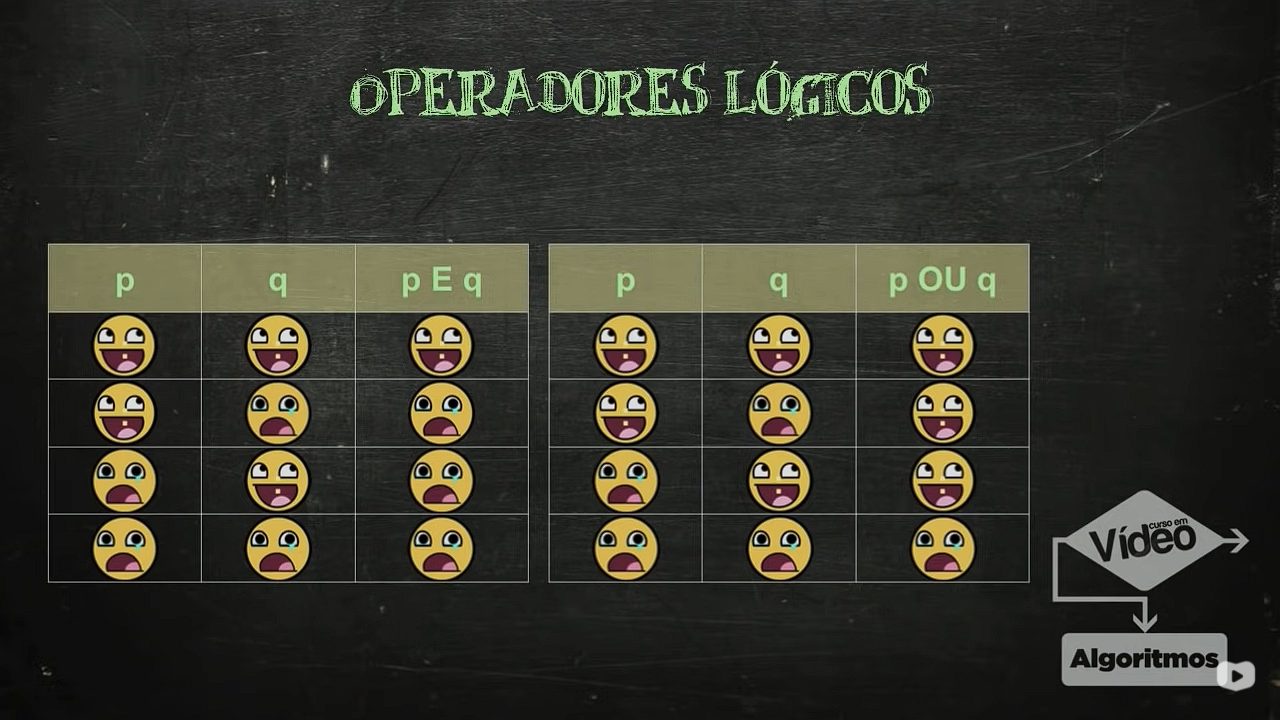 OPERADORES LÓGICOS
p q p E q p q p OU q
curso em
Vídeo
Algoritmos